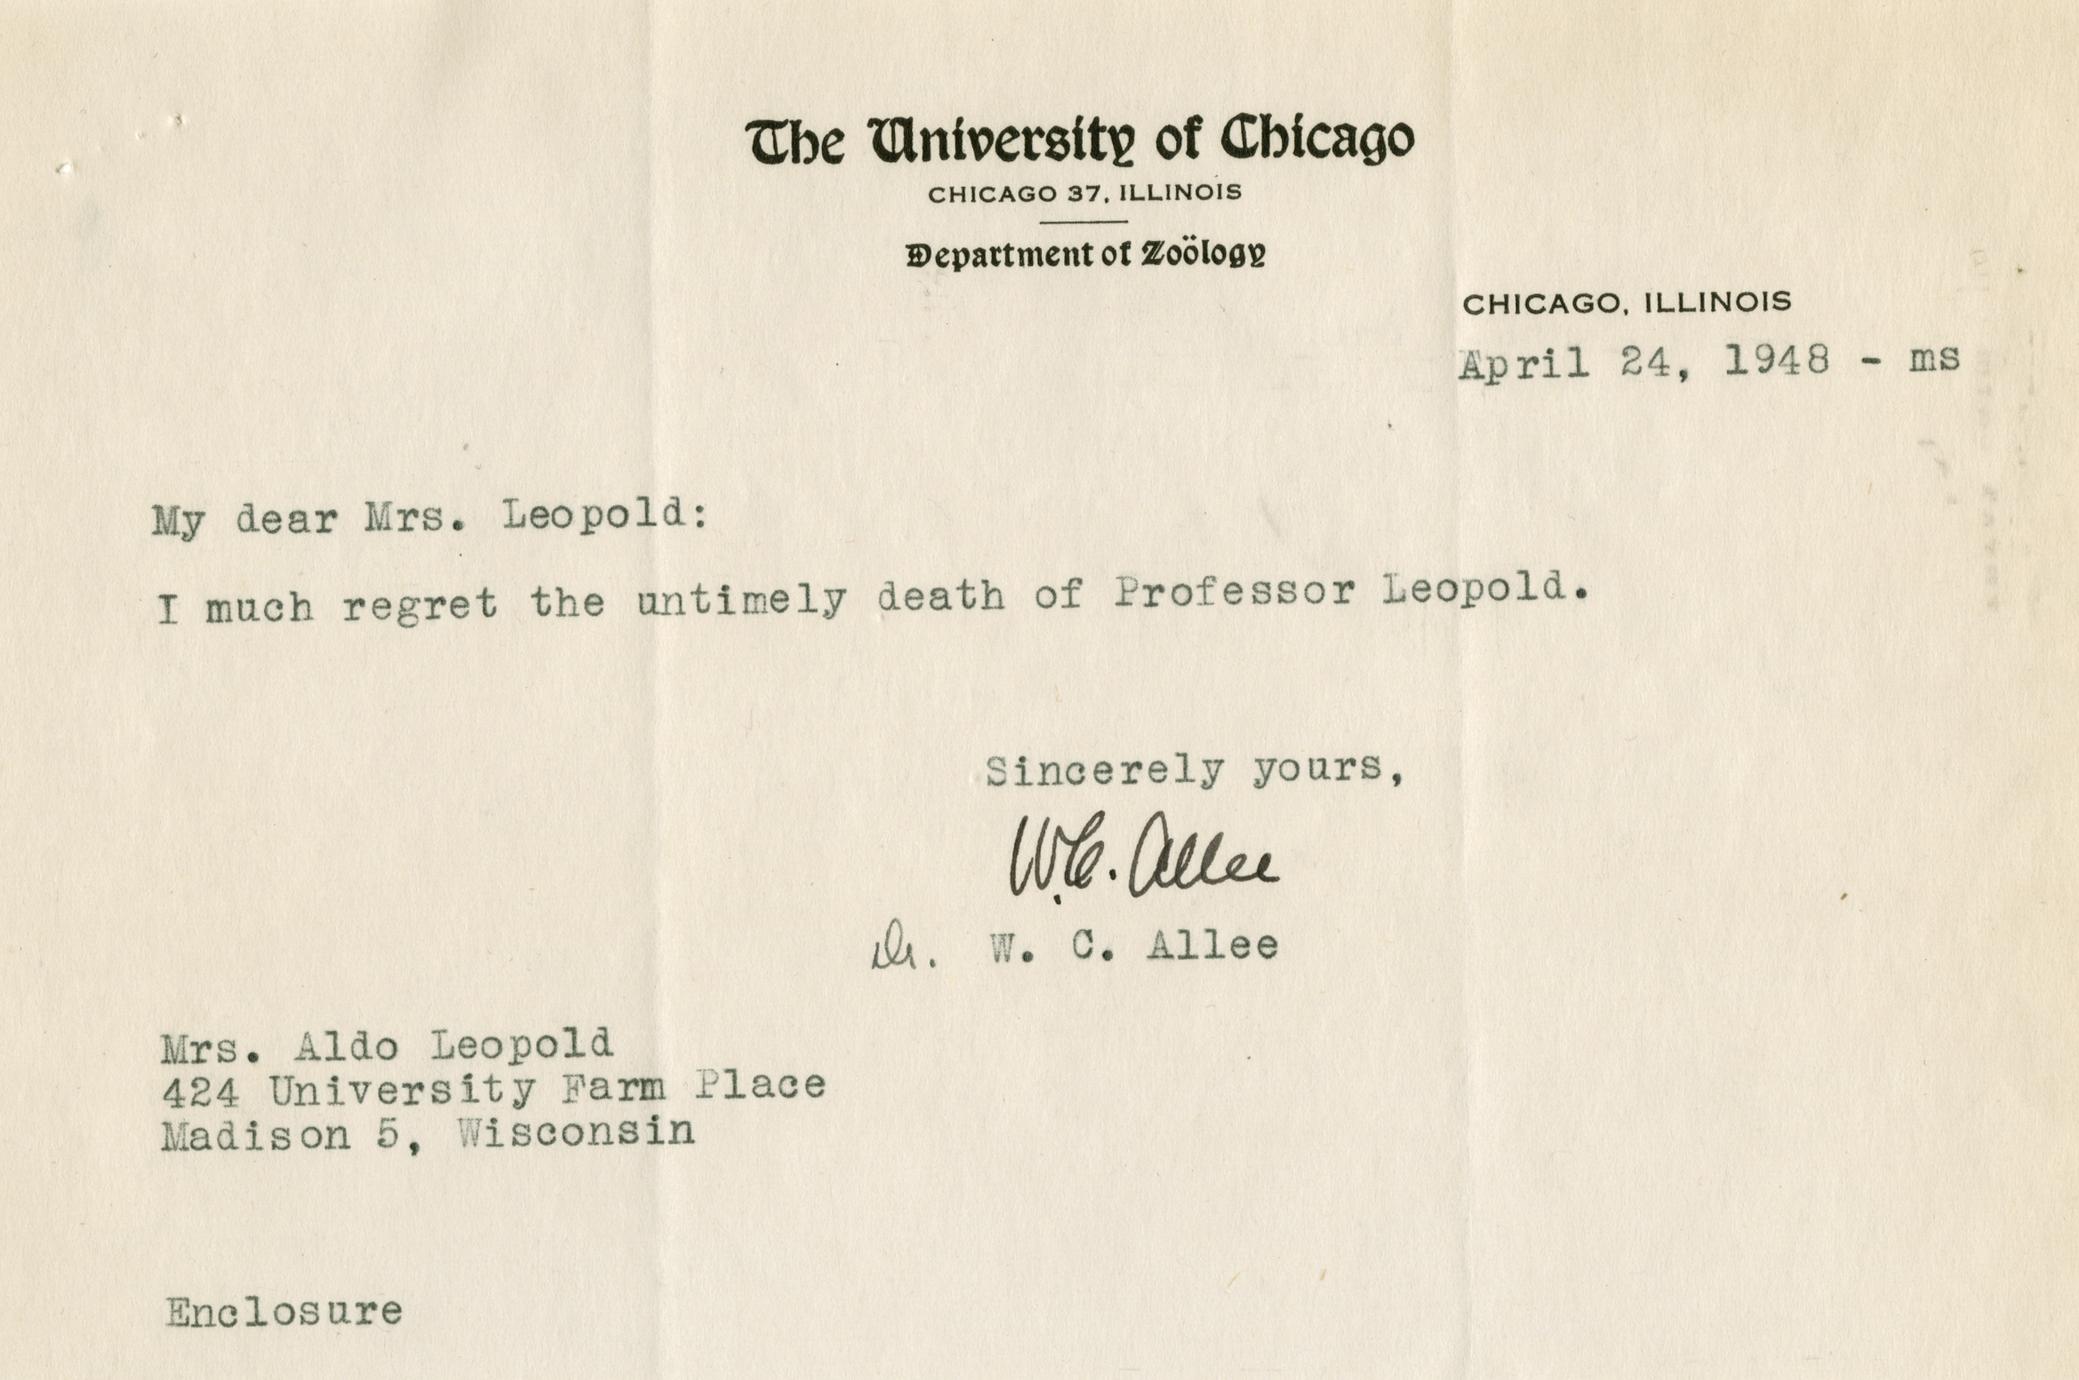 The University of Chicago
CHICAGO 37, ILLINOIS
Department of Zoölogy
CHICAGO, ILLINOIS
April 24, 1948 - ms
My dear Mrs. Leopold:
I much regret the untimely death of Professor Leopold.
Sincerely yours,
W.C. Allee
Dr. W. C. Allee
Mrs. Aldo Leopold
424 University Farm Place
Madison 5, Wisconsin
Enclosure